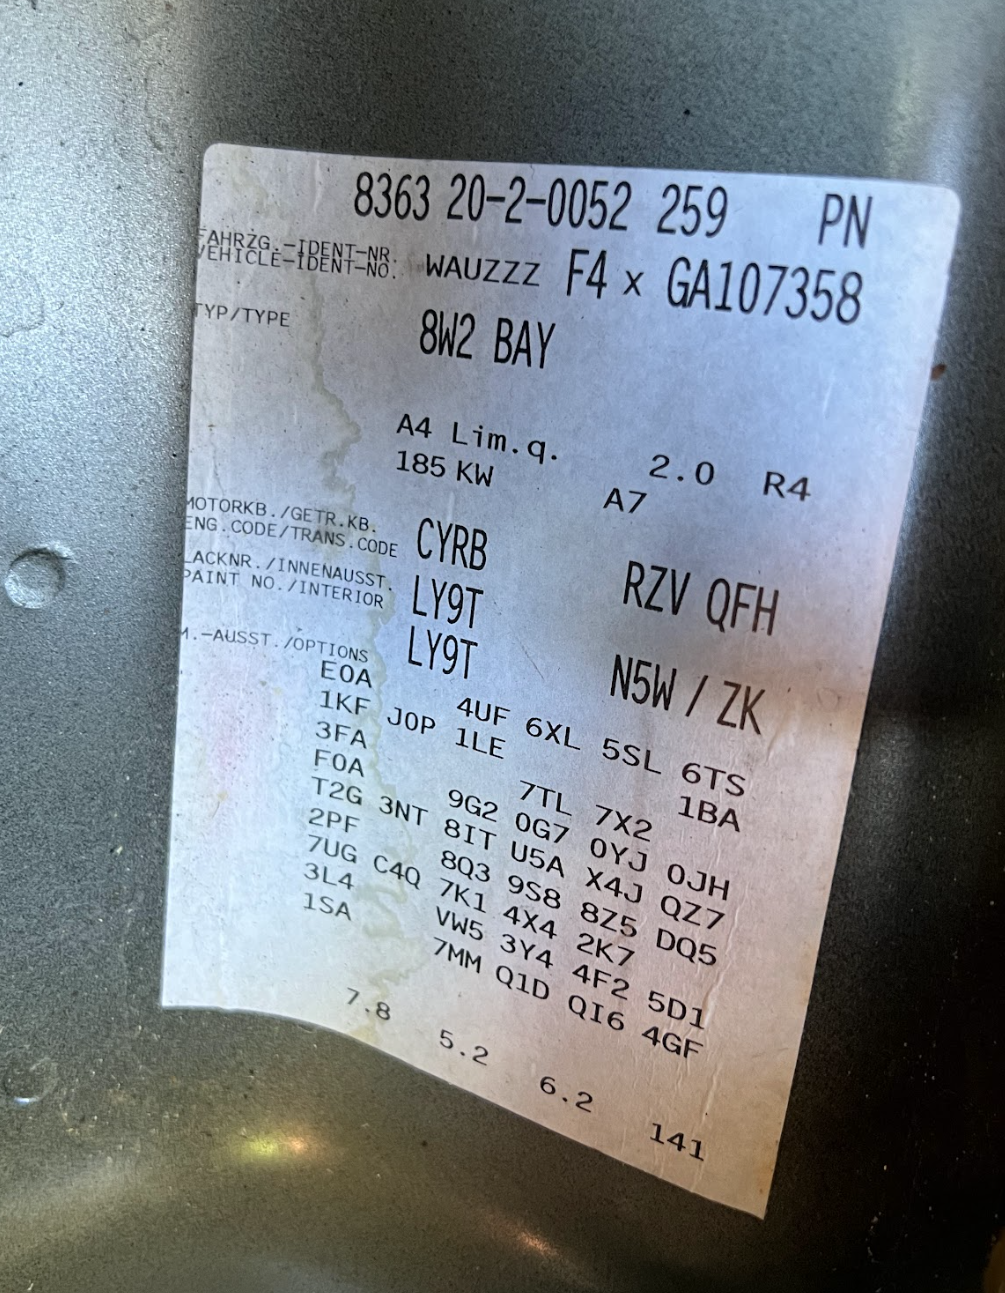 8363 20-2-0052 259 PN
FAHRZG.-IDENT-NR.
VEHICLE-IDENT-NO. WAUZZZ F4 x GA107358
TYP/TYPE 8W2 BAY
A4 Lim.q. 2.0 R4
185 KW A7
MOTORKB./GETR.KB.
ENG.CODE/TRANS.CODE CYRB RZV QFH
LACKNR./INNENAUSST.
PAINT NO./INTERIOR LY9T
LY9T N5W / ZK
M.-AUSST./OPTIONS
E0A 4UF 6XL 5SL 6TS
1KF J0P 1LE 1BA
3FA 7TL 7X2
F0A 9G2 0G7 0YJ 0JH
T2G 3NT 8IT U5A X4J QZ7
2PF 8Q3 9S8 8Z5 DQ5
7UG C4Q 7K1 4X4 2K7
3L4 VW5 3Y4 4F2 5D1
1SA 7MM Q1D QI6 4GF
7.8 5.2 6.2 141